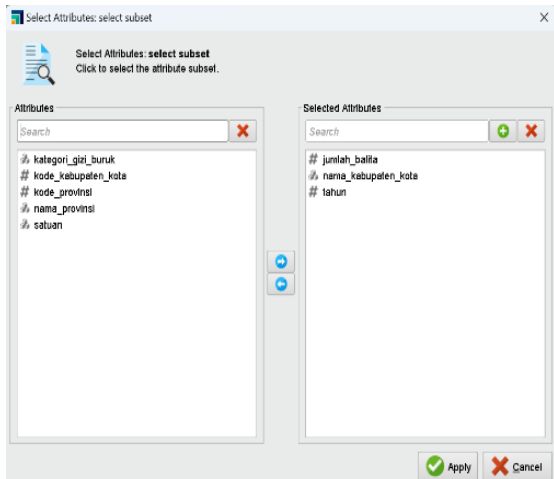 Select Attributes: select subset
Select Attributes: select subset
Click to select the attribute subset.
Attributes
Search
kategori_gizi_buruk
# kode_kabupaten_kota
# kode_provinsi
nama_provinsi
satuan
Selected Attributes
Search
# jumlah_balita
nama_kabupaten_kota
# tahun
Apply
Cancel